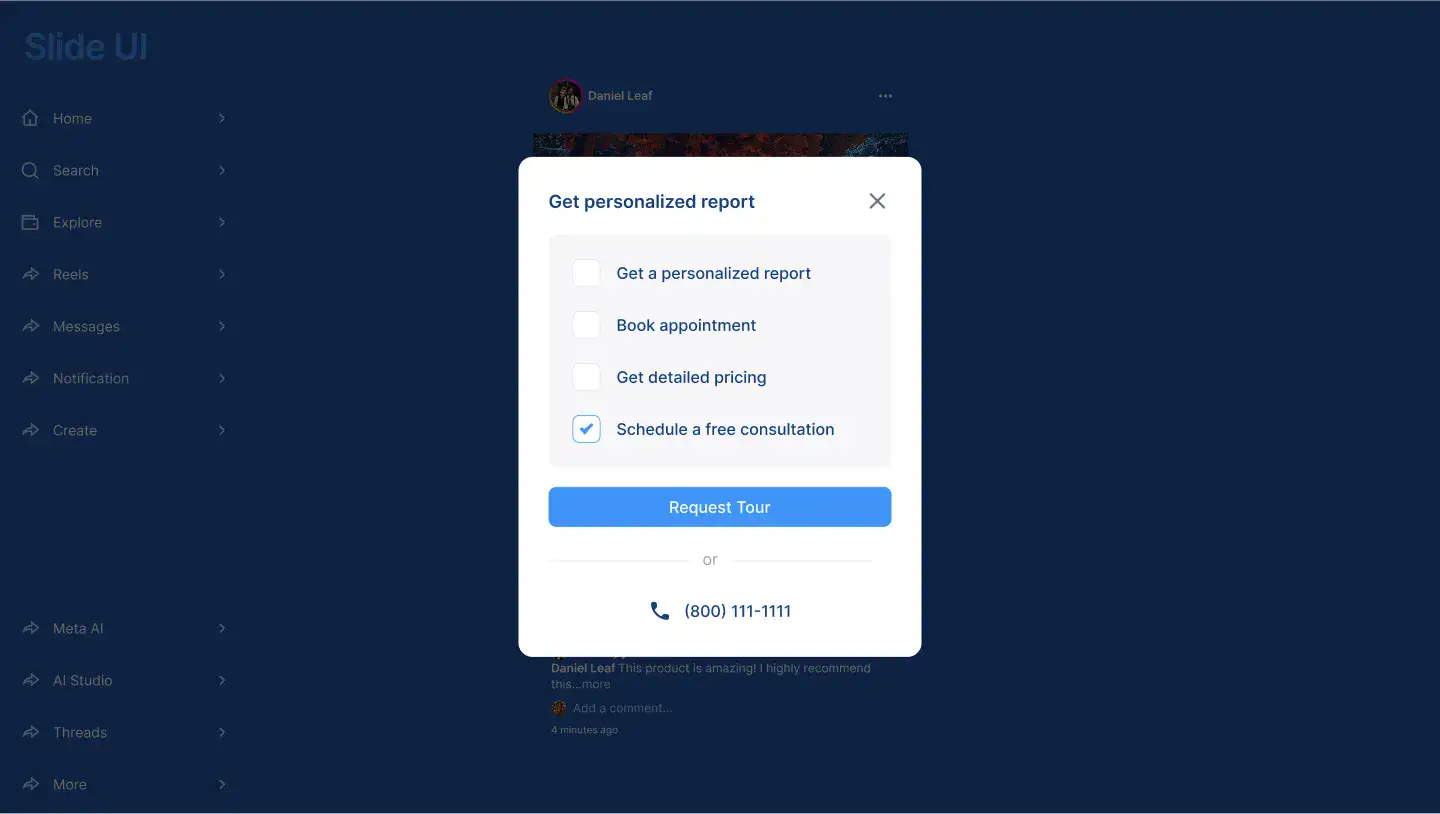 Slide UI
Home
Search
Explore
Reels
Messages
Notification
Create
Meta AI
AI Studio
Threads
More
Daniel Leaf
Get personalized report
Get a personalized report
Book appointment
Get detailed pricing
Schedule a free consultation
Request Tour
or
(800) 111-1111
Daniel Leaf This product is amazing! I highly recommend
this...more
Add a comment...
4 minutes ago